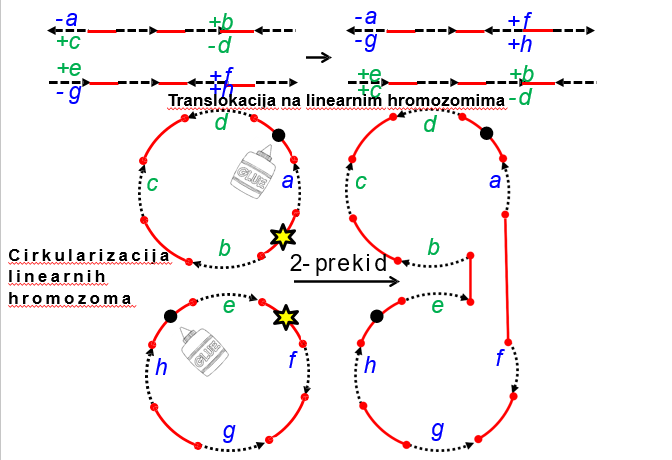 -a +b -a +f
+c -d -g +h
+e +f +e +b
-g +h +c -d
Translokacija na linearnim hromozomima
d d
GLUE
c a c a
b b
Cirkularizacija
linearnih
hromozoma
2-prekid
e e
GLUE
h f h f
g g